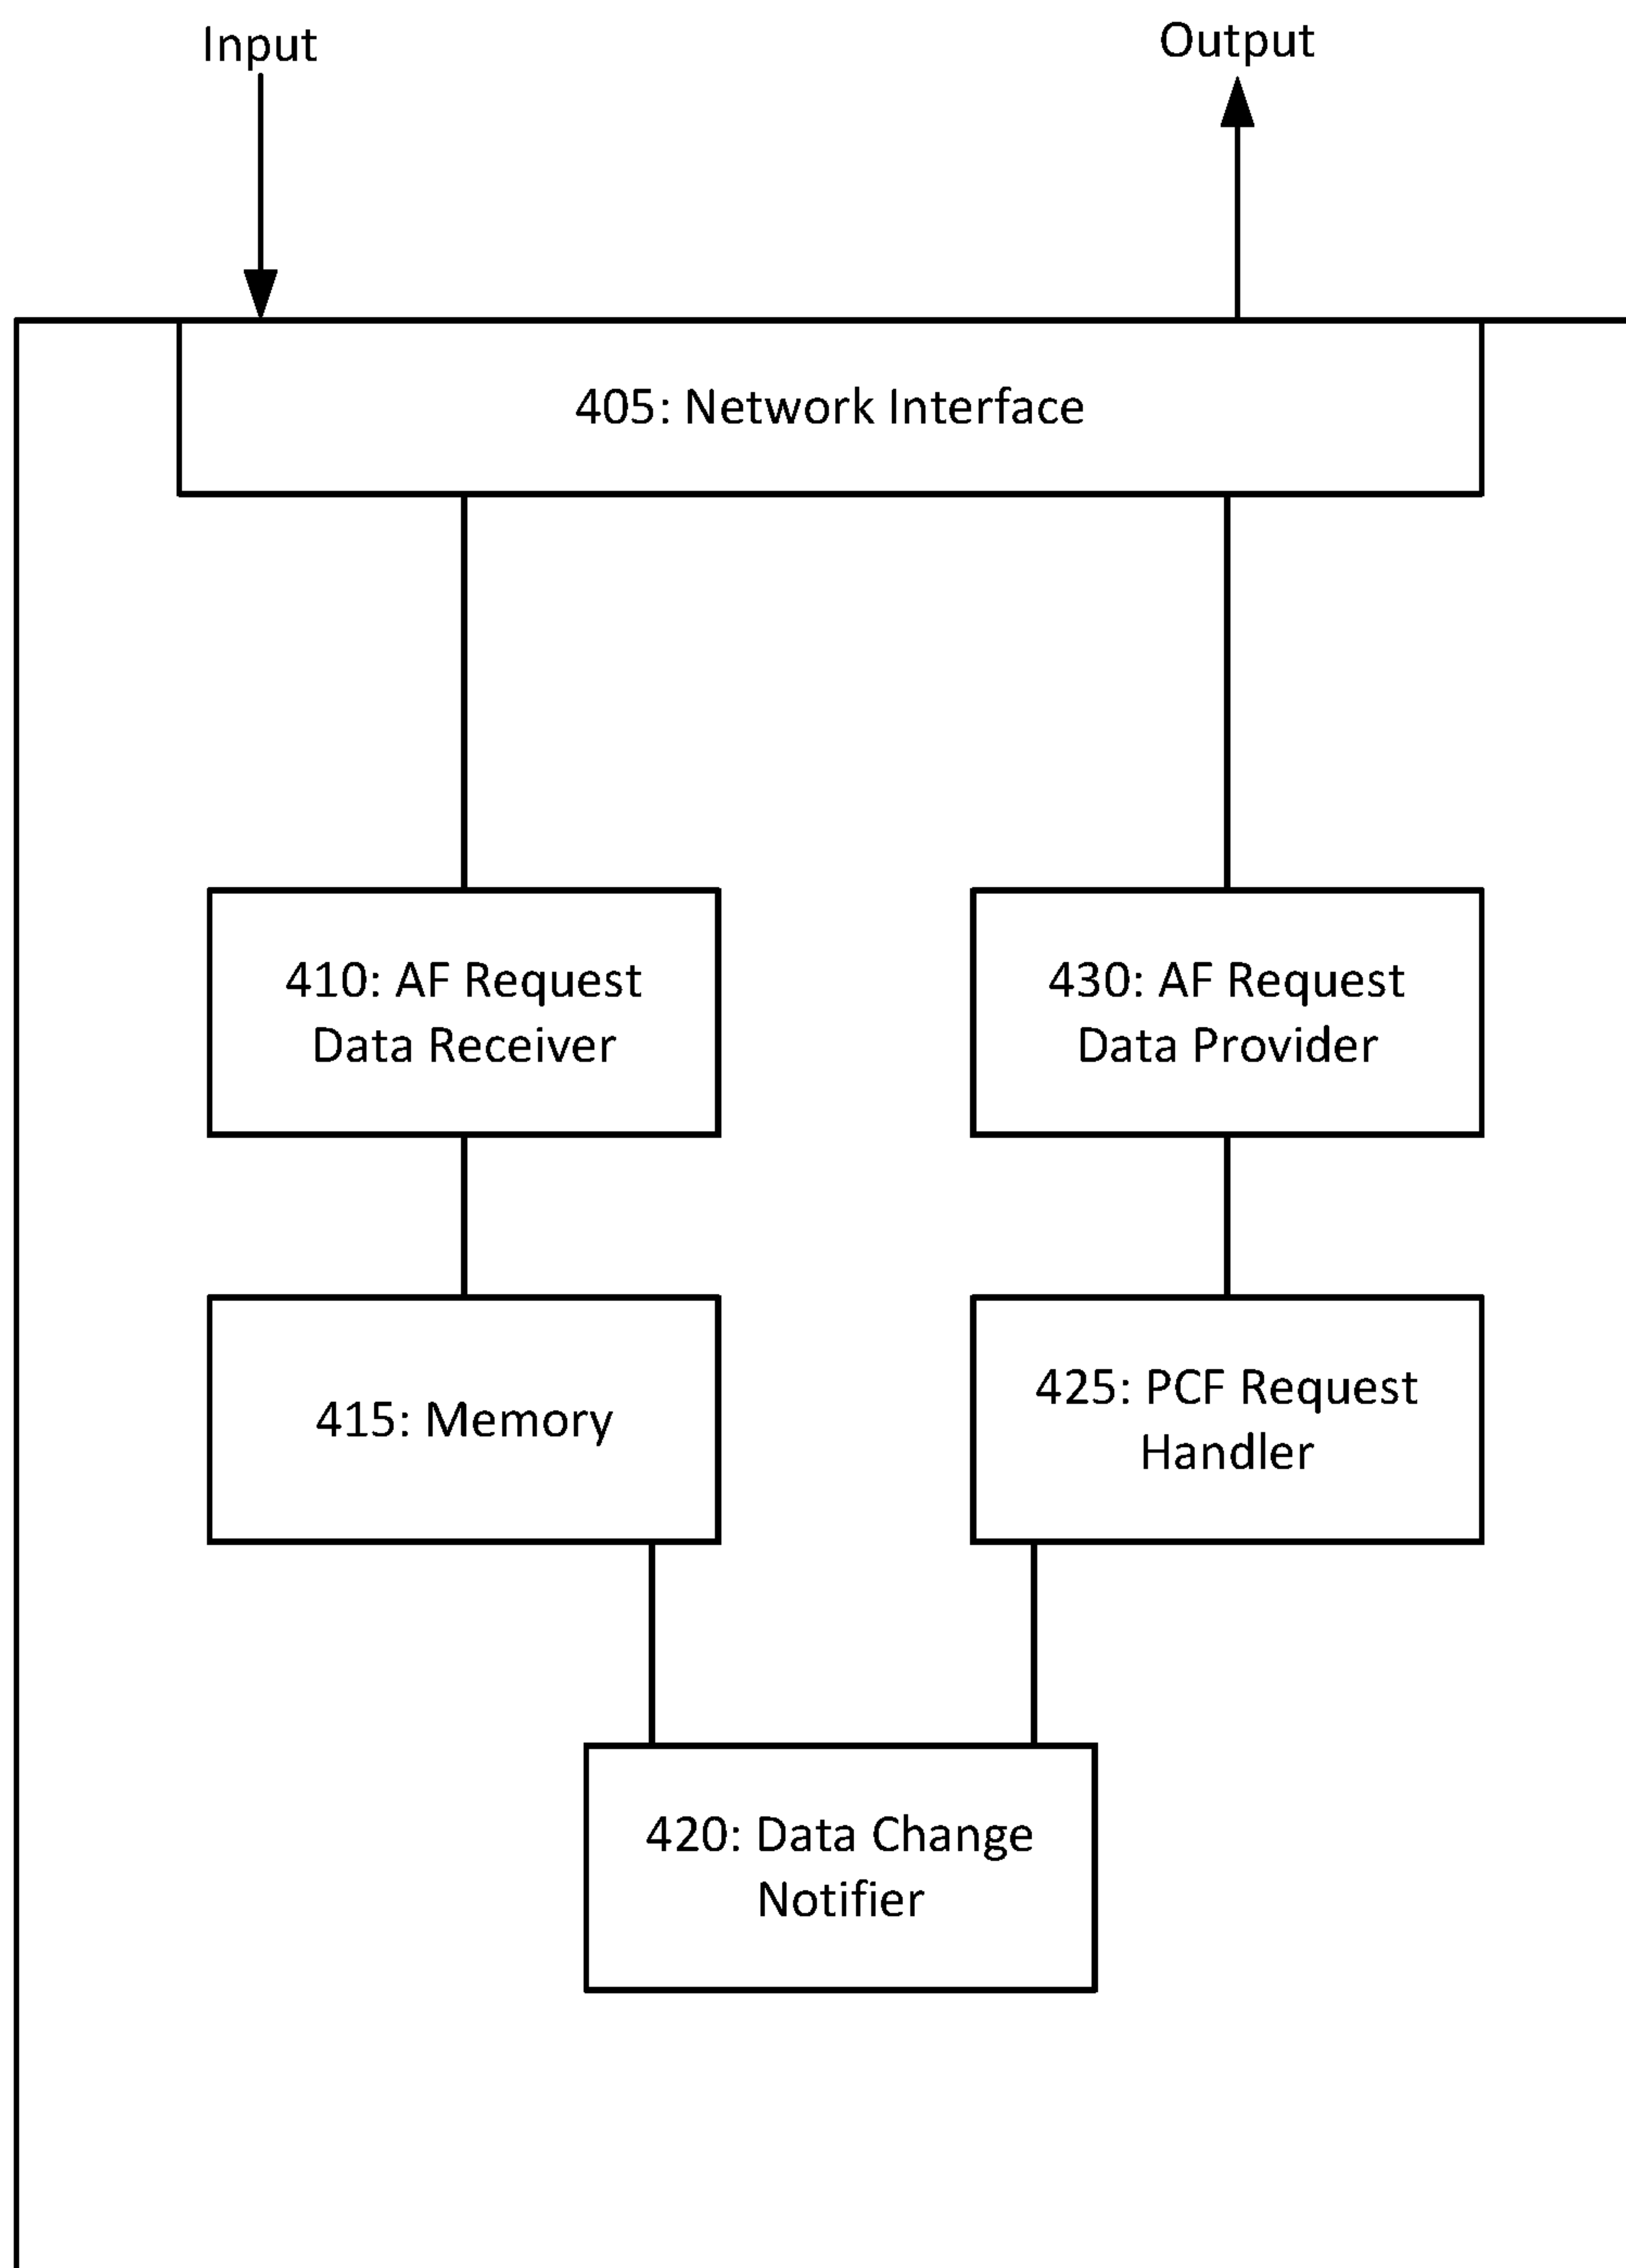 Input
Output
405: Network Interface
410: AF Request
Data Receiver
430: AF Request
Data Provider
415: Memory
425: PCF Request
Handler
420: Data Change
Notifier